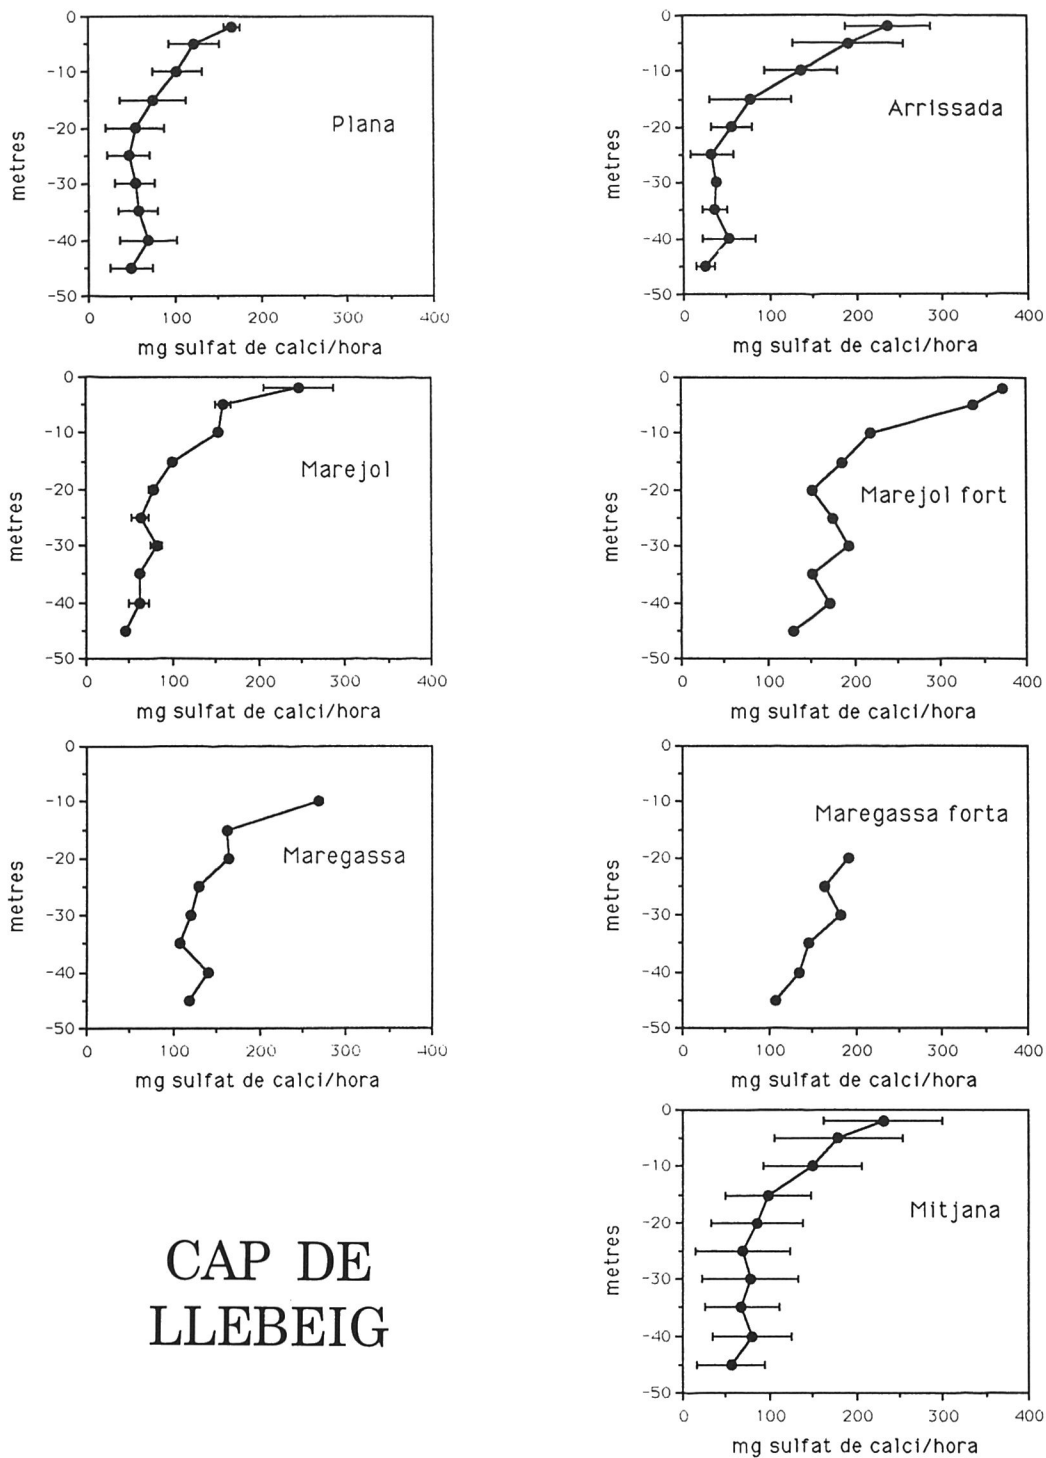 0
-10
-20
-30
-40
-50
metres
Plana
0 100 200 300 400
mg sulfat de calci/hora
0
-10
-20
-30
-40
-50
metres
Arrissada
0 100 200 300 400
mg sulfat de calci/hora
0
-10
-20
-30
-40
-50
metres
Marejol
0 100 200 300 400
mg sulfat de calci/hora
0
-10
-20
-30
-40
-50
metres
Marejol fort
0 100 200 300 400
mg sulfat de calci/hora
0
-10
-20
-30
-40
-50
metres
Maregassa
0 100 200 300 400
mg sulfat de calci/hora
0
-10
-20
-30
-40
-50
metres
Maregassa forta
0 100 200 300 400
mg sulfat de calci/hora
CAP DE
LLEBEIG
0
-10
-20
-30
-40
-50
metres
Mitjana
0 100 200 300 400
mg sulfat de calci/hora